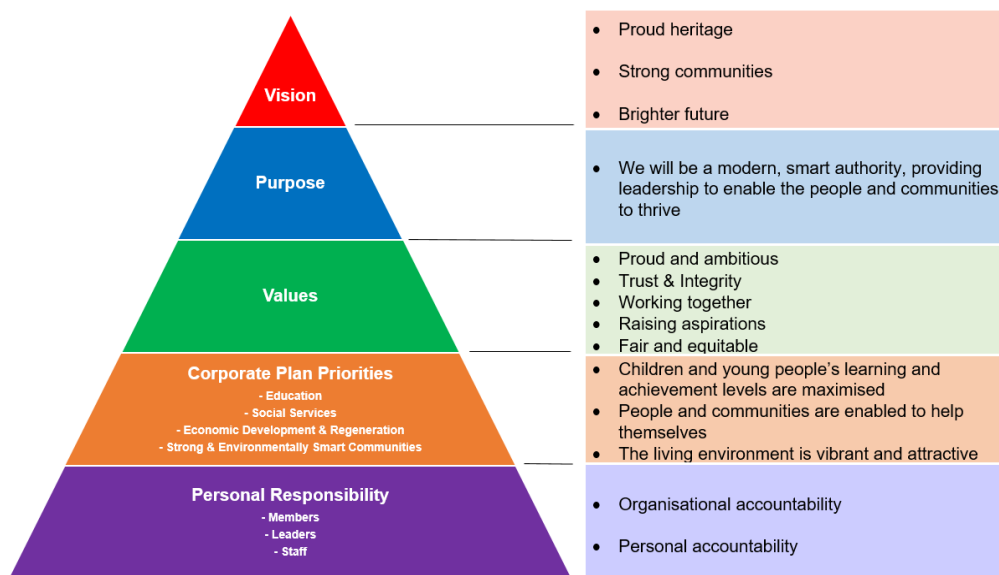 Vision
• Proud heritage
• Strong communities
• Brighter future
Purpose
• We will be a modern, smart authority, providing
leadership to enable the people and communities
to thrive
Values
• Proud and ambitious
• Trust & Integrity
• Working together
• Raising aspirations
• Fair and equitable
Corporate Plan Priorities
- Education
- Social Services
- Economic Development & Regeneration
- Strong & Environmentally Smart Communities
• Children and young people’s learning and
achievement levels are maximised
• People and communities are enabled to help
themselves
• The living environment is vibrant and attractive
Personal Responsibility
- Members
- Leaders
- Staff
• Organisational accountability
• Personal accountability